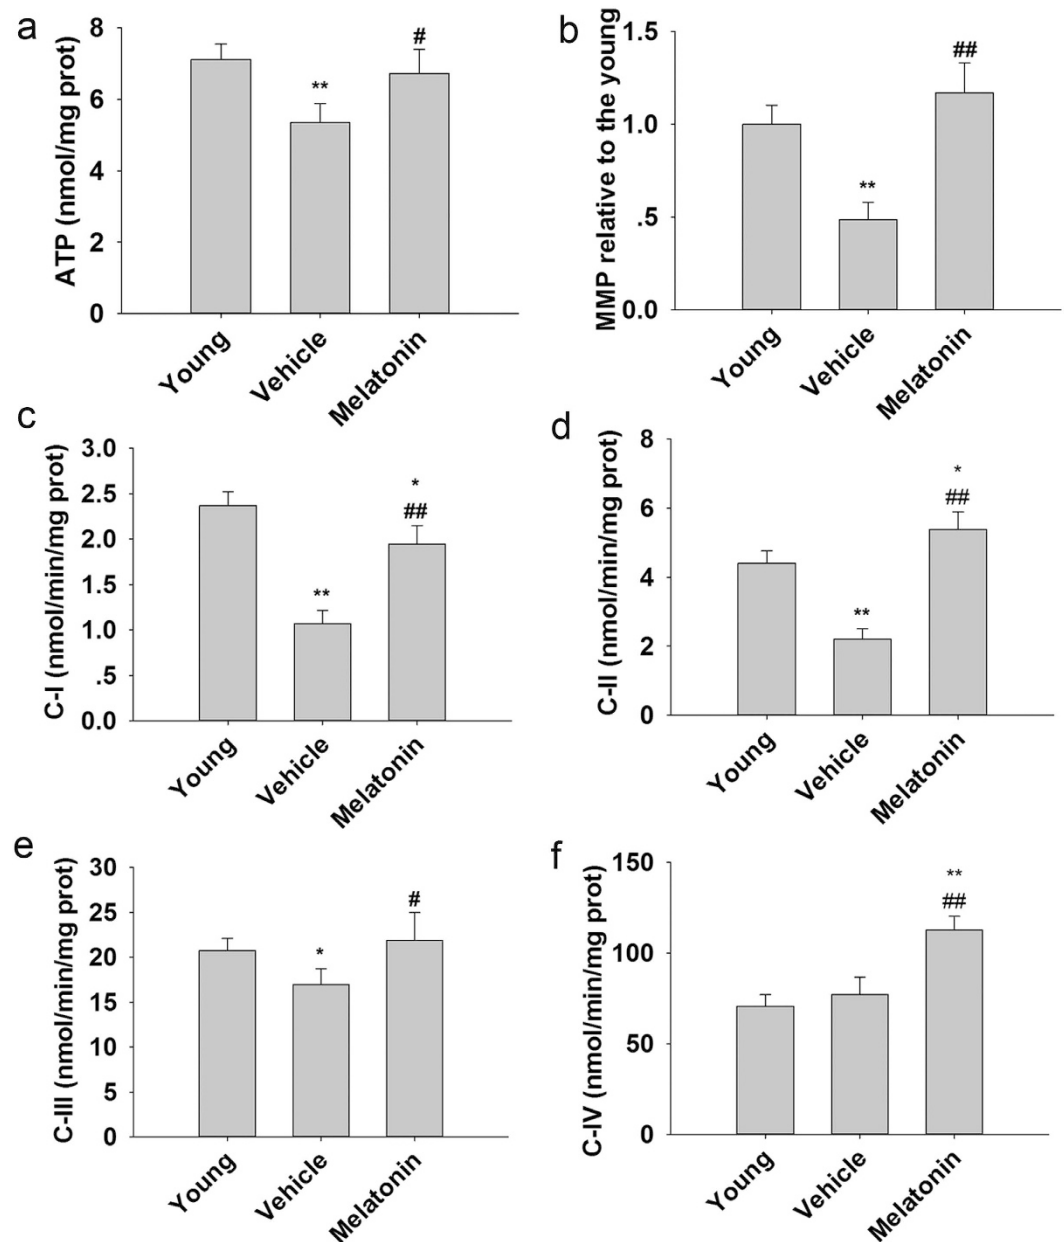 a
ATP (nmol/mg prot)
8
6
4
2
0
**
#
Young
Vehicle
Melatonin
b
MMP relative to the young
1.5
1.0
.5
0.0
**
##
Young
Vehicle
Melatonin
c
C-I (nmol/min/mg prot)
3.0
2.5
2.0
1.5
1.0
.5
0.0
**
*
##
Young
Vehicle
Melatonin
d
C-II (nmol/min/mg prot)
8
6
4
2
0
**
*
##
Young
Vehicle
Melatonin
e
C-III (nmol/min/mg prot)
30
25
20
15
10
5
0
*
#
Young
Vehicle
Melatonin
f
C-IV (nmol/min/mg prot)
150
100
50
0
**
##
Young
Vehicle
Melatonin